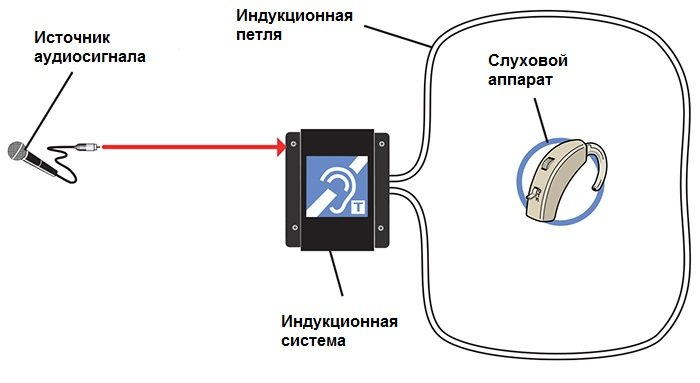 Источник
аудиосигнала
Индукционная
петля
Слуховой
аппарат
T
Индукционная
система